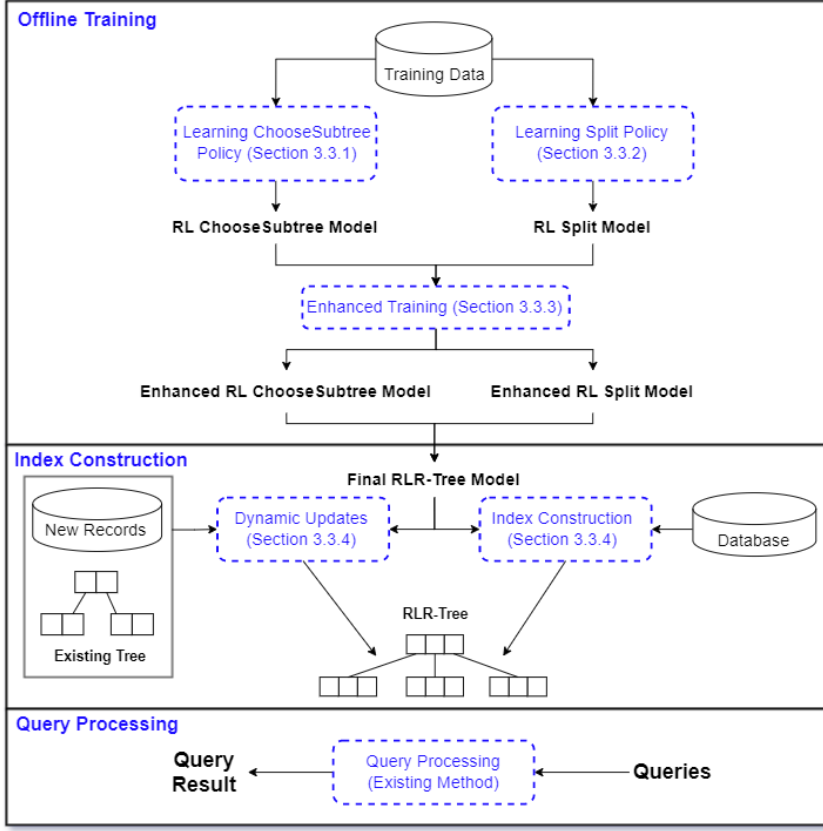 Offline Training
Training Data
Learning ChooseSubtree
Policy (Section 3.3.1)
Learning Split Policy
(Section 3.3.2)
RL ChooseSubtree Model
RL Split Model
Enhanced Training (Section 3.3.3)
Enhanced RL ChooseSubtree Model
Enhanced RL Split Model
Index Construction
Final RLR-Tree Model
New Records
Dynamic Updates
(Section 3.3.4)
Index Construction
(Section 3.3.4)
Database
Existing Tree
RLR-Tree
Query Processing
Query
Result
Query Processing
(Existing Method)
Queries